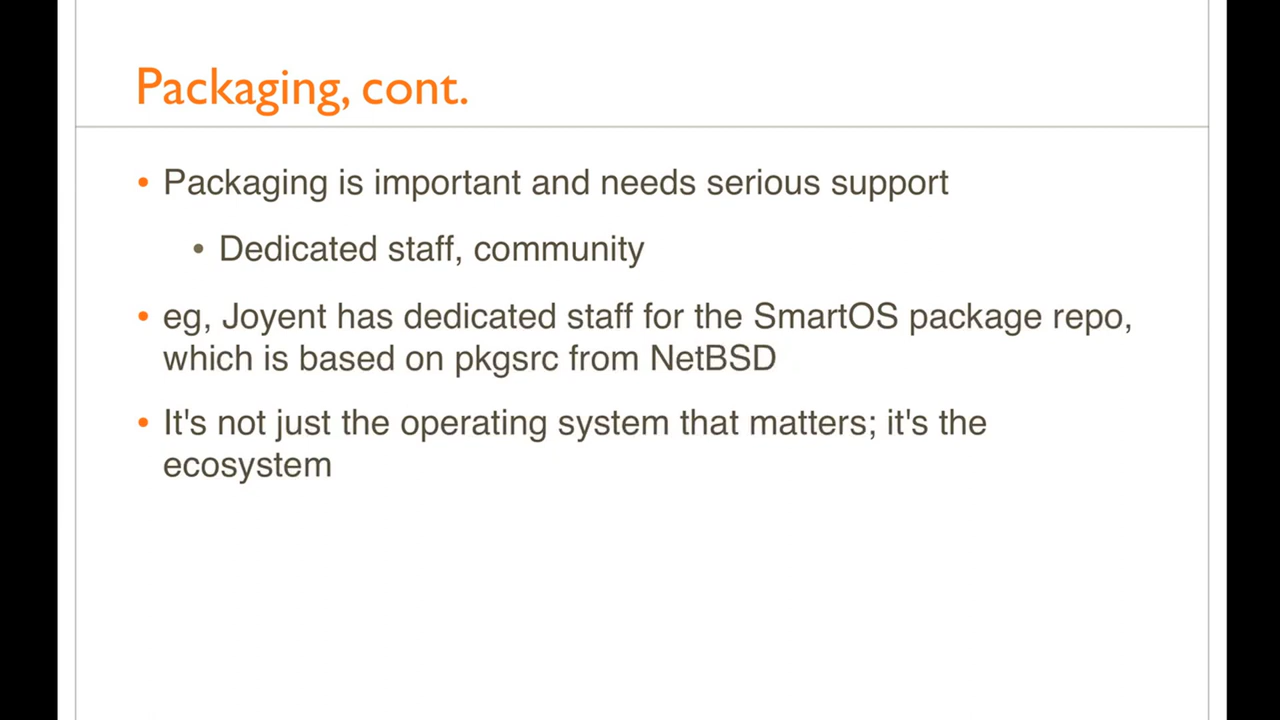 Packaging, cont.
• Packaging is important and needs serious support
• Dedicated staff, community
• eg, Joyent has dedicated staff for the SmartOS package repo,
which is based on pkgsrc from NetBSD
• It's not just the operating system that matters; it's the
ecosystem